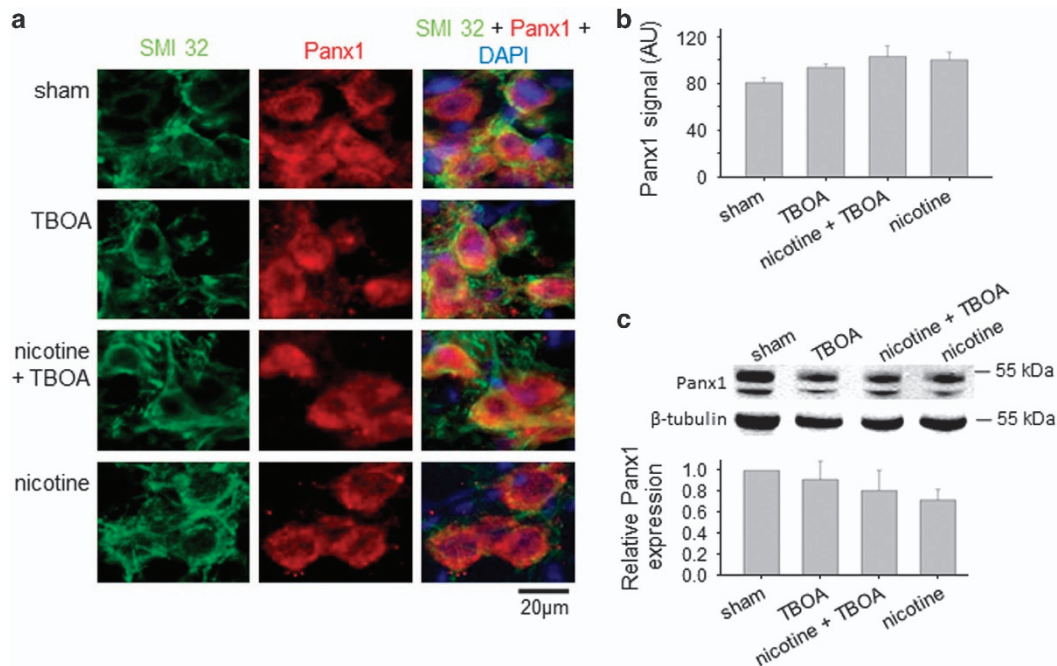 a
SMI 32
Panx1
SMI 32 + Panx1 +
DAPI
sham
TBOA
nicotine
+ TBOA
nicotine
20µm
b
Panx1 signal (AU)
120
80
40
0
sham
TBOA
nicotine + TBOA
nicotine
c
sham
TBOA
nicotine + TBOA
nicotine
Panx1
55 kDa
β-tubulin
55 kDa
Relative Panx1
expression
1.0
0.8
0.6
0.4
0.2
0.0
sham
TBOA
nicotine + TBOA
nicotine